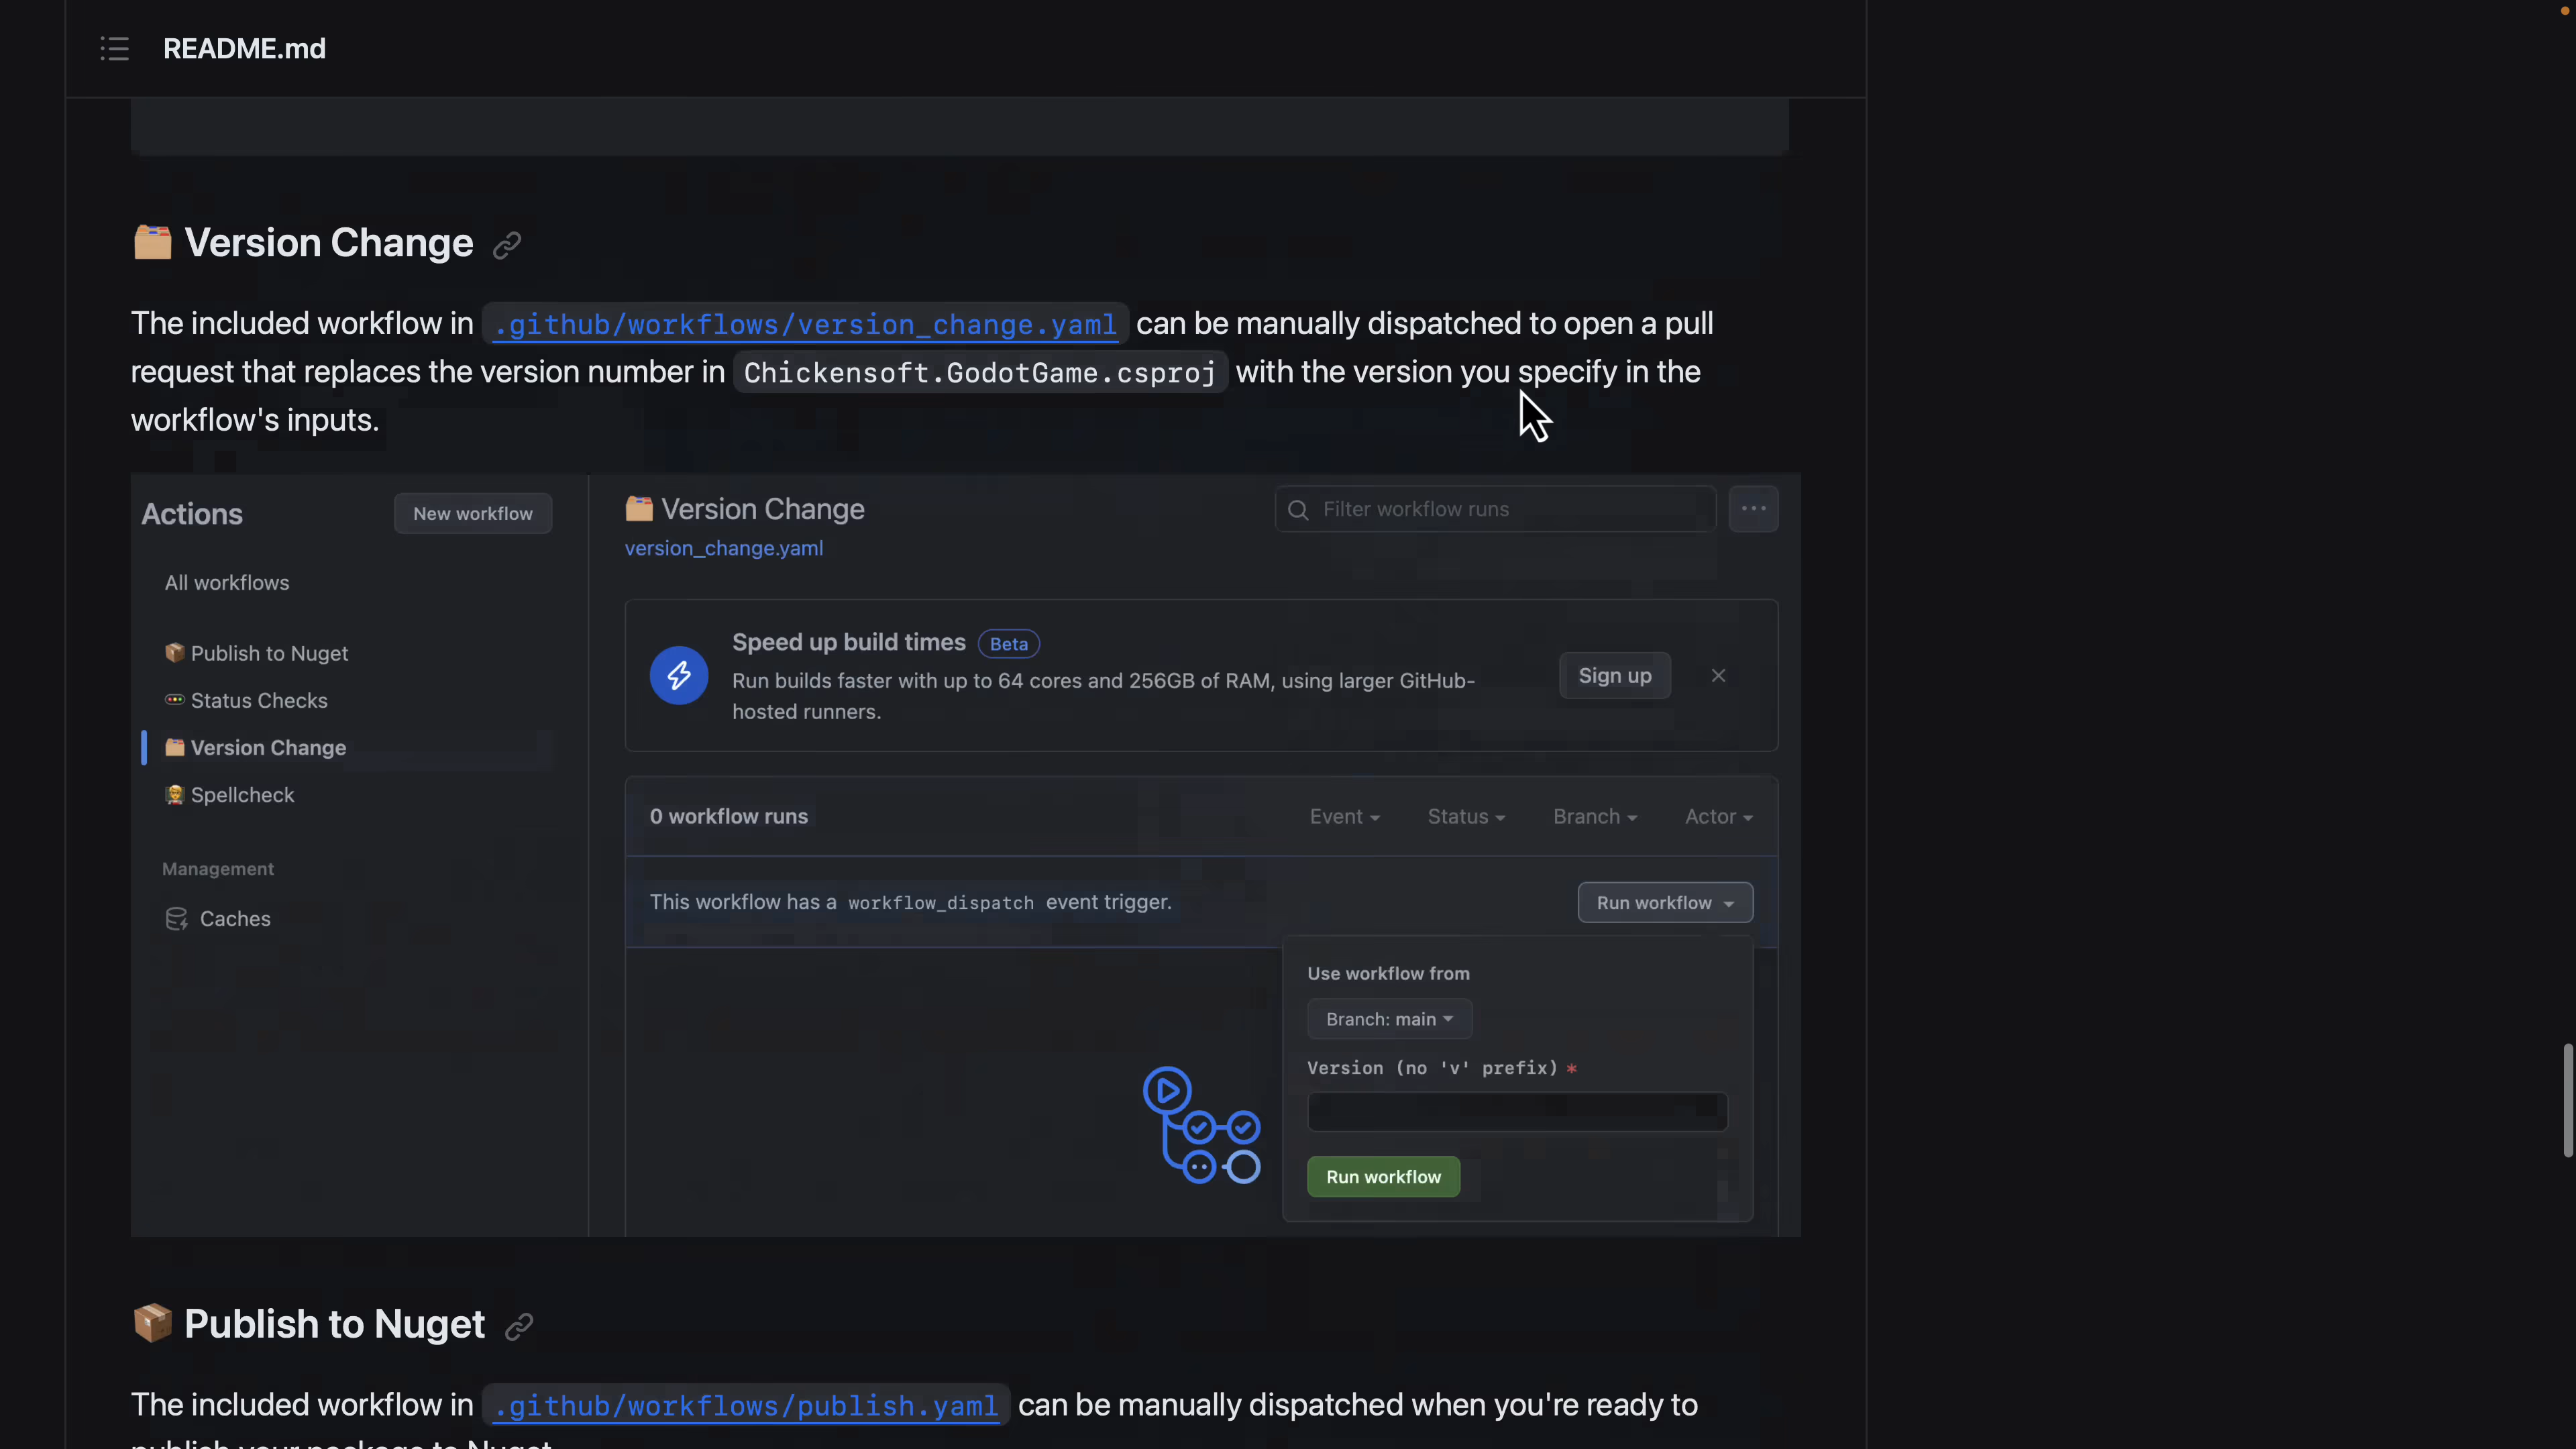 README.md
Version Change
The included workflow in .github/workflows/version_change.yaml can be manually dispatched to open a pull
request that replaces the version number in Chickensoft.GodotGame.csproj with the version you specify in the
workflow's inputs.
Actions
New workflow
All workflows
Publish to Nuget
Status Checks
Version Change
Spellcheck
Management
Caches
Version Change
Filter workflow runs
version_change.yaml
Speed up build times Beta
Run builds faster with up to 64 cores and 256GB of RAM, using larger GitHub-
hosted runners.
Sign up
0 workflow runs
Event
Status
Branch
Actor
This workflow has a workflow_dispatch event trigger.
Run workflow
Use workflow from
Branch: main
Version (no 'v' prefix) *
Run workflow
Publish to Nuget
The included workflow in .github/workflows/publish.yaml can be manually dispatched when you're ready to
publish your package to Nuget